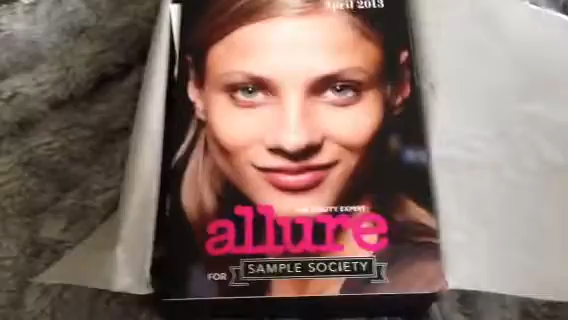 April 2013
THE BEAUTY EXPERT
allure
FOR SAMPLE SOCIETY